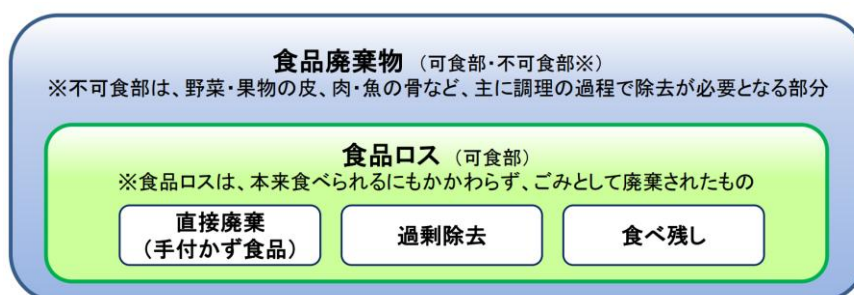 食品廃棄物 (可食部・不可食部※)
※不可食部は、野菜・果物の皮、肉・魚の骨など、主に調理の過程で除去が必要となる部分
食品ロス (可食部)
※食品ロスは、本来食べられるにもかかわらず、ごみとして廃棄されたもの
直接廃棄
(手付かず食品)
過剰除去
食べ残し